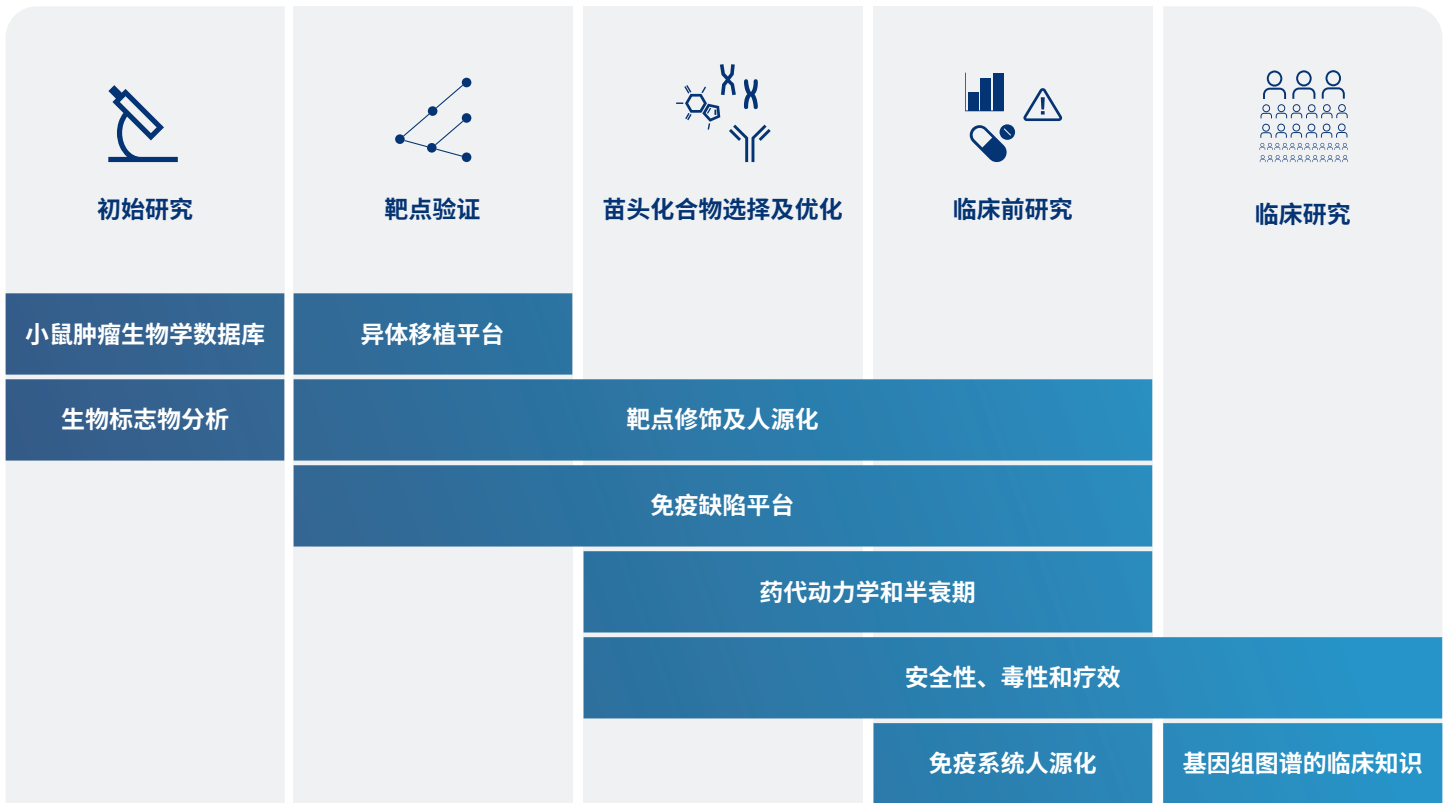 初始研究
靶点验证
苗头化合物选择及优化
临床前研究
临床研究
小鼠肿瘤生物学数据库
异体移植平台
生物标志物分析
靶点修饰及人源化
免疫缺陷平台
药代动力学和半衰期
安全性、毒性和疗效
免疫系统人源化
基因组图谱的临床知识